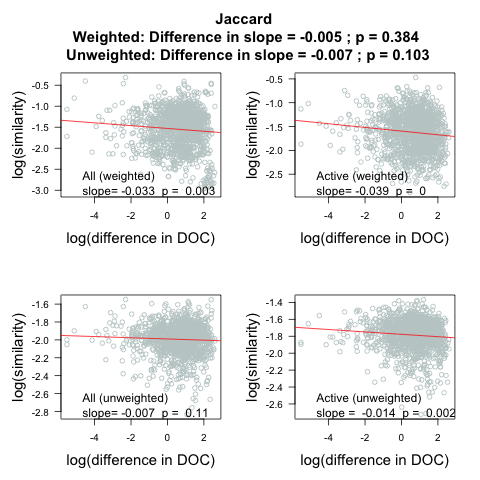 Jaccard
Weighted: Difference in slope = -0.005 ; p = 0.384
Unweighted: Difference in slope = -0.007 ; p = 0.103
log(similarity)
-0.5
-1.0
-1.5
-2.0
-2.5
-3.0
All (weighted)
slope= -0.033 p = 0.003
-4 -2 0 2
log(difference in DOC)
log(similarity)
-0.5
-1.0
-1.5
-2.0
-2.5
Active (weighted)
slope= -0.039 p = 0
-4 -2 0 2
log(difference in DOC)
log(similarity)
-1.6
-1.8
-2.0
-2.2
-2.4
-2.6
-2.8
All (unweighted)
slope= -0.007 p = 0.11
-4 -2 0 2
log(difference in DOC)
log(similarity)
-1.4
-1.6
-1.8
-2.0
-2.2
-2.4
-2.6
Active (unweighted)
slope = -0.014 p = 0.002
-4 -2 0 2
log(difference in DOC)